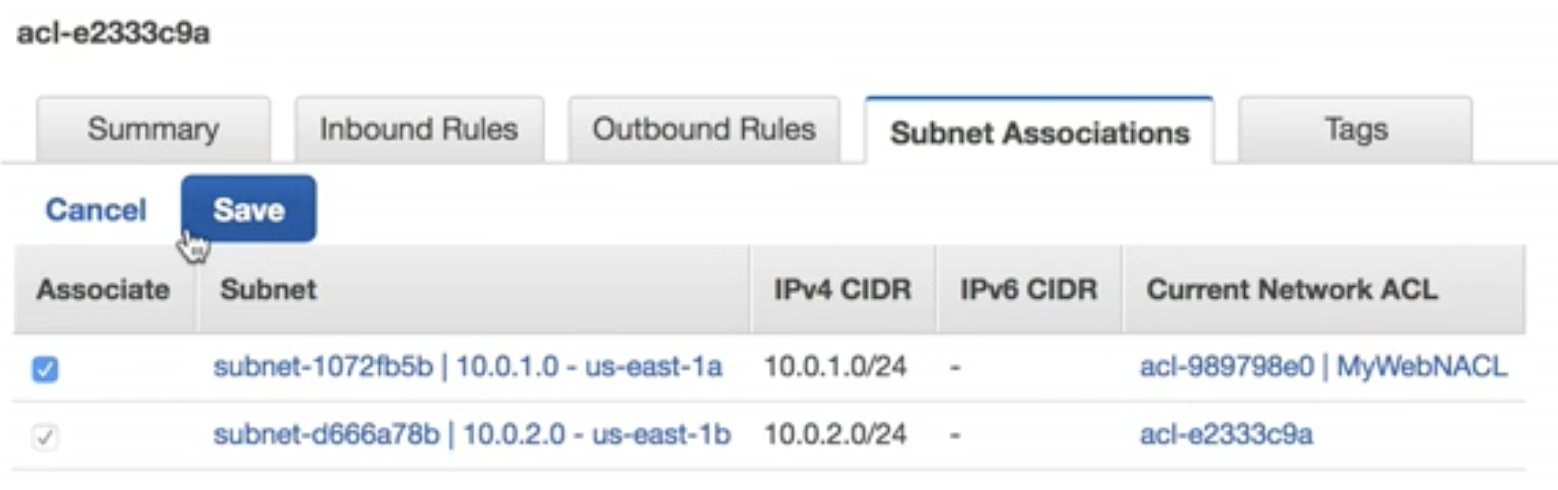 acl-e2333c9a
Summary Inbound Rules Outbound Rules Subnet Associations Tags
Cancel Save
Associate Subnet IPv4 CIDR IPv6 CIDR Current Network ACL
subnet-1072fb5b | 10.0.1.0 - us-east-1a 10.0.1.0/24 - acl-989798e0 | MyWebNACL
subnet-d666a78b | 10.0.2.0 - us-east-1b 10.0.2.0/24 - acl-e2333c9a